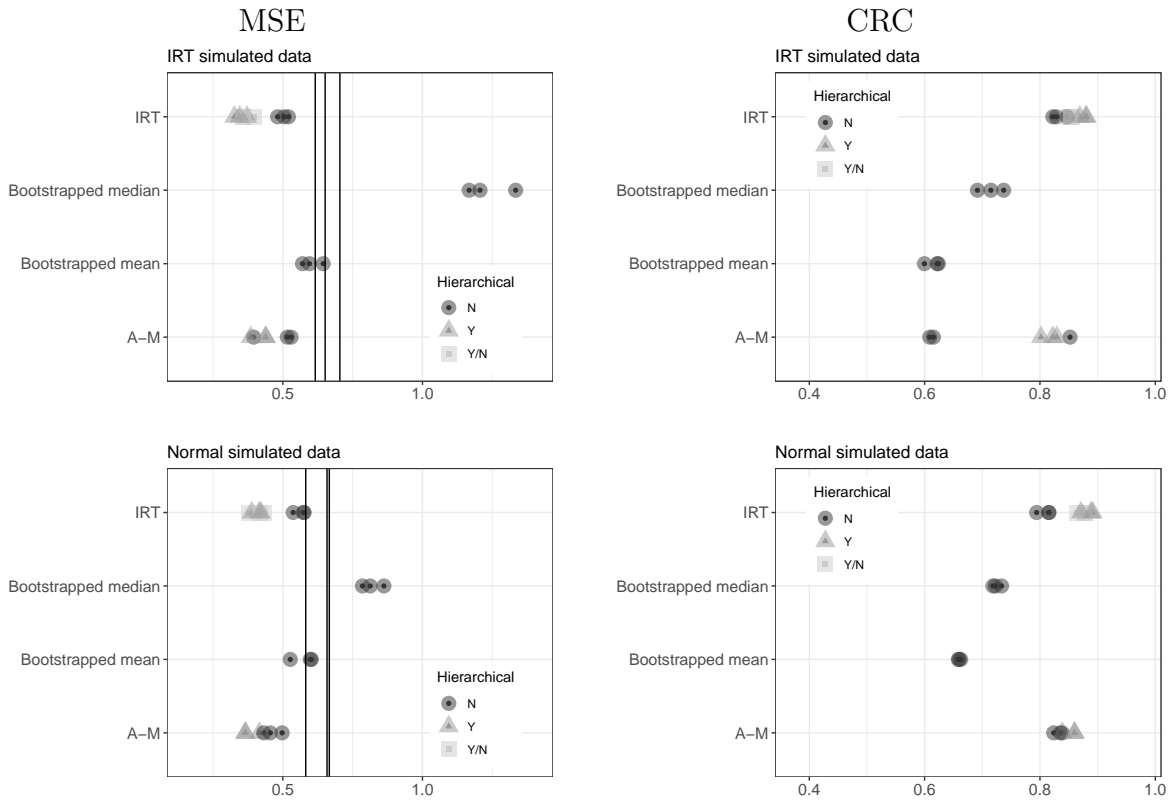 MSE
IRT simulated data
IRT
Bootstrapped median
Bootstrapped mean
A−M
Hierarchical
N
Y
Y/N
0.5
1.0
CRC
IRT simulated data
IRT
Bootstrapped median
Bootstrapped mean
A−M
Hierarchical
N
Y
Y/N
0.4
0.6
0.8
1.0
Normal simulated data
IRT
Bootstrapped median
Bootstrapped mean
A−M
Hierarchical
N
Y
Y/N
0.5
1.0
Normal simulated data
IRT
Bootstrapped median
Bootstrapped mean
A−M
Hierarchical
N
Y
Y/N
0.4
0.6
0.8
1.0